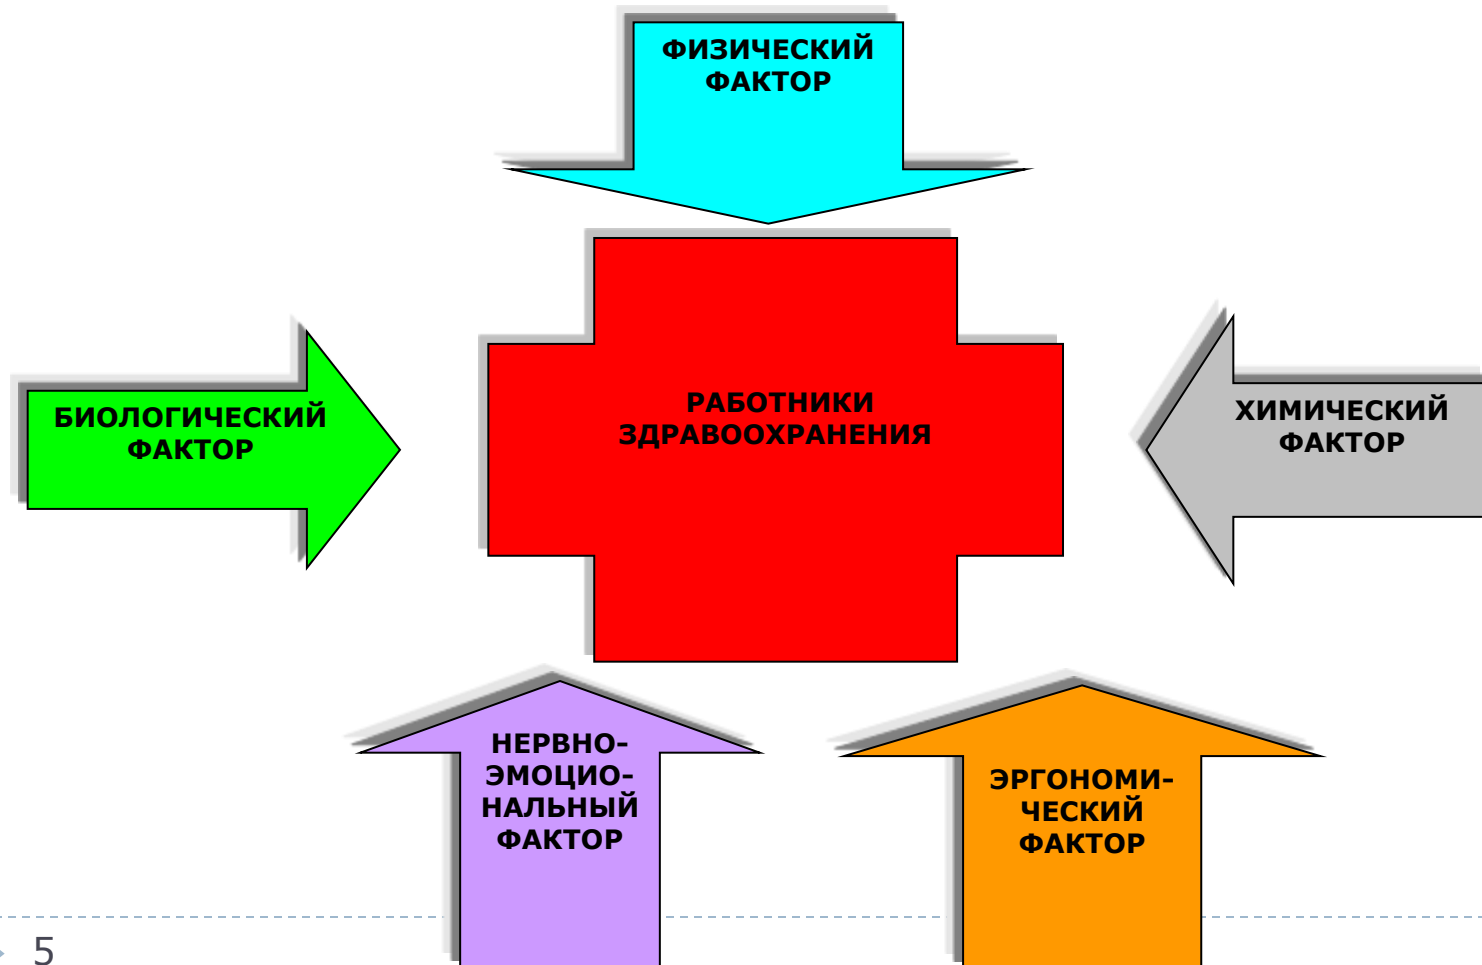 ФИЗИЧЕСКИЙ
ФАКТОР
БИОЛОГИЧЕСКИЙ
ФАКТОР
РАБОТНИКИ
ЗДРАВООХРАНЕНИЯ
ХИМИЧЕСКИЙ
ФАКТОР
НЕРВНО-
ЭМОЦИО-
НАЛЬНЫЙ
ФАКТОР
ЭРГОНОМИ-
ЧЕСКИЙ
ФАКТОР
5